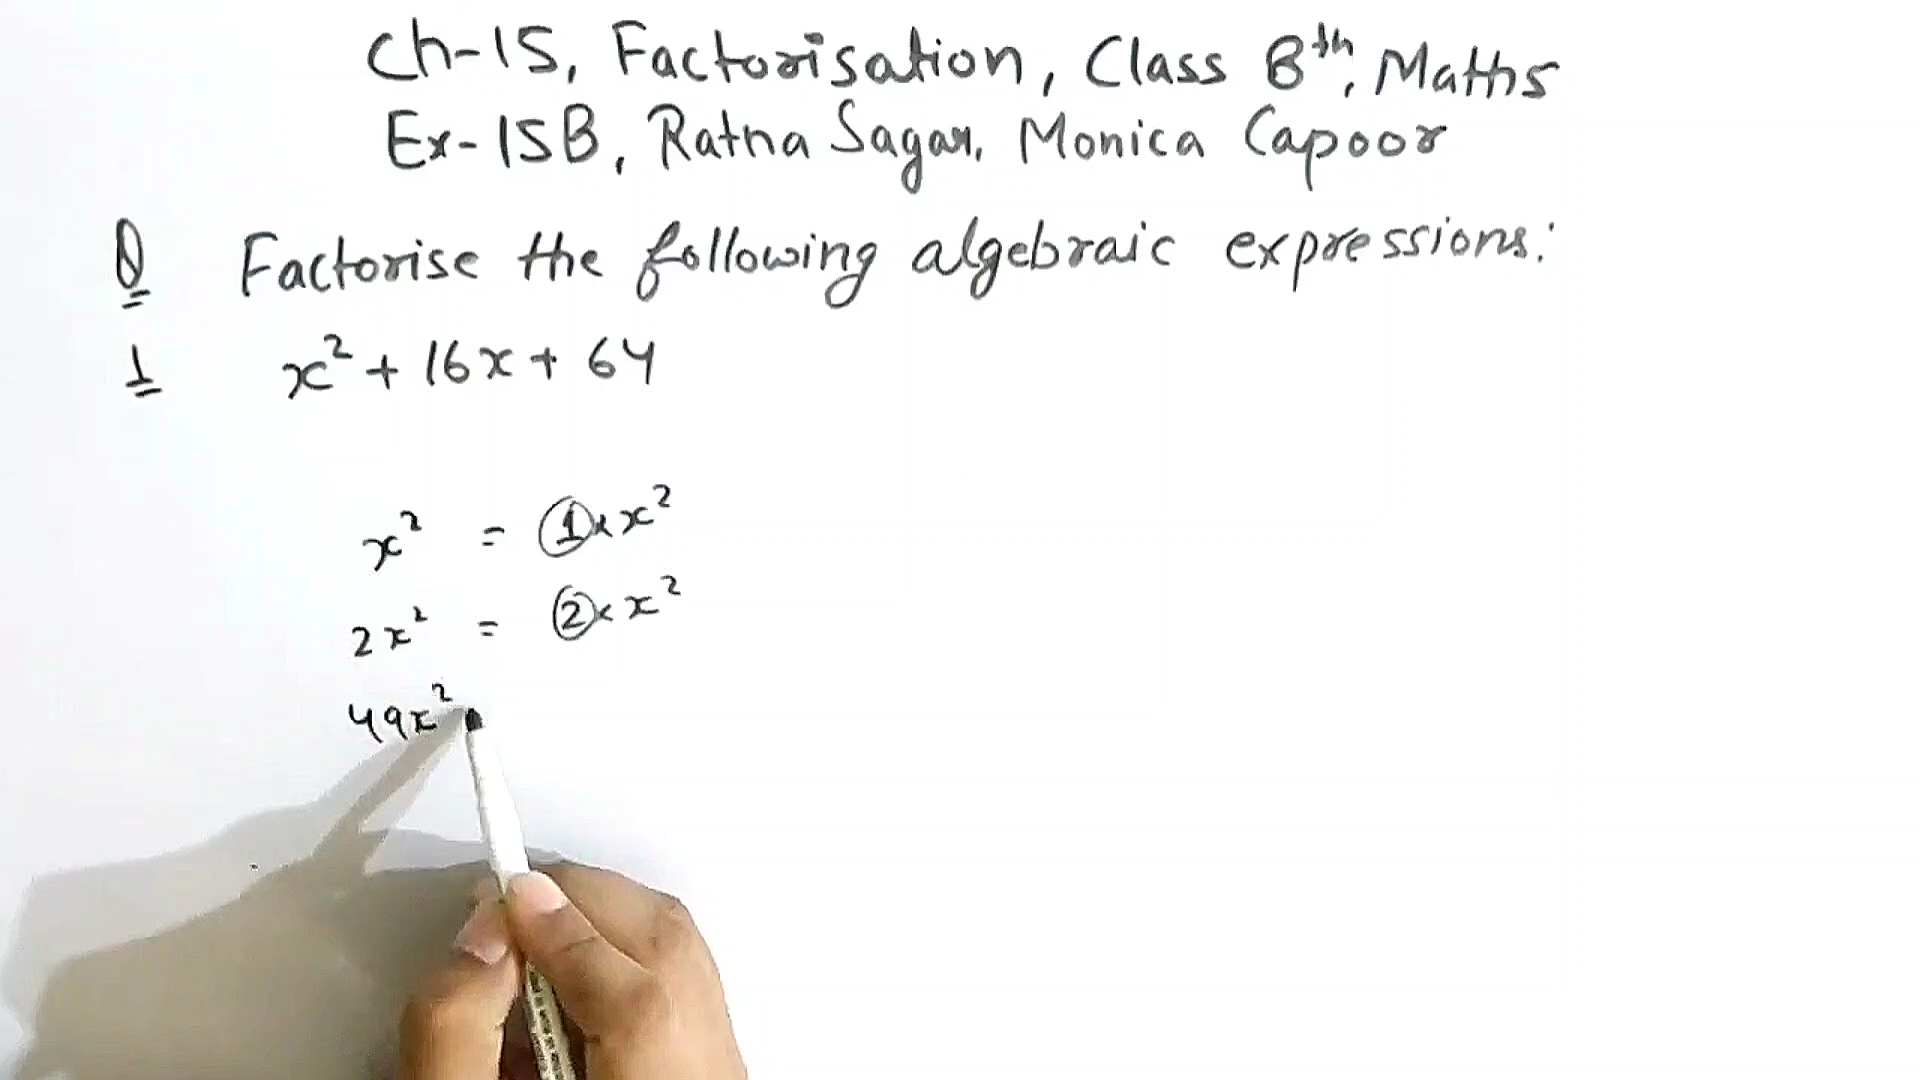 Ch-15, Factorisation, Class 8th, Maths
Ex-15B, Ratna Sagar, Monica Capoor
Q Factorise the following algebraic expressions:
1 x² + 16x + 64
x² = 1 × x²
2x² = 2 × x²
49x²